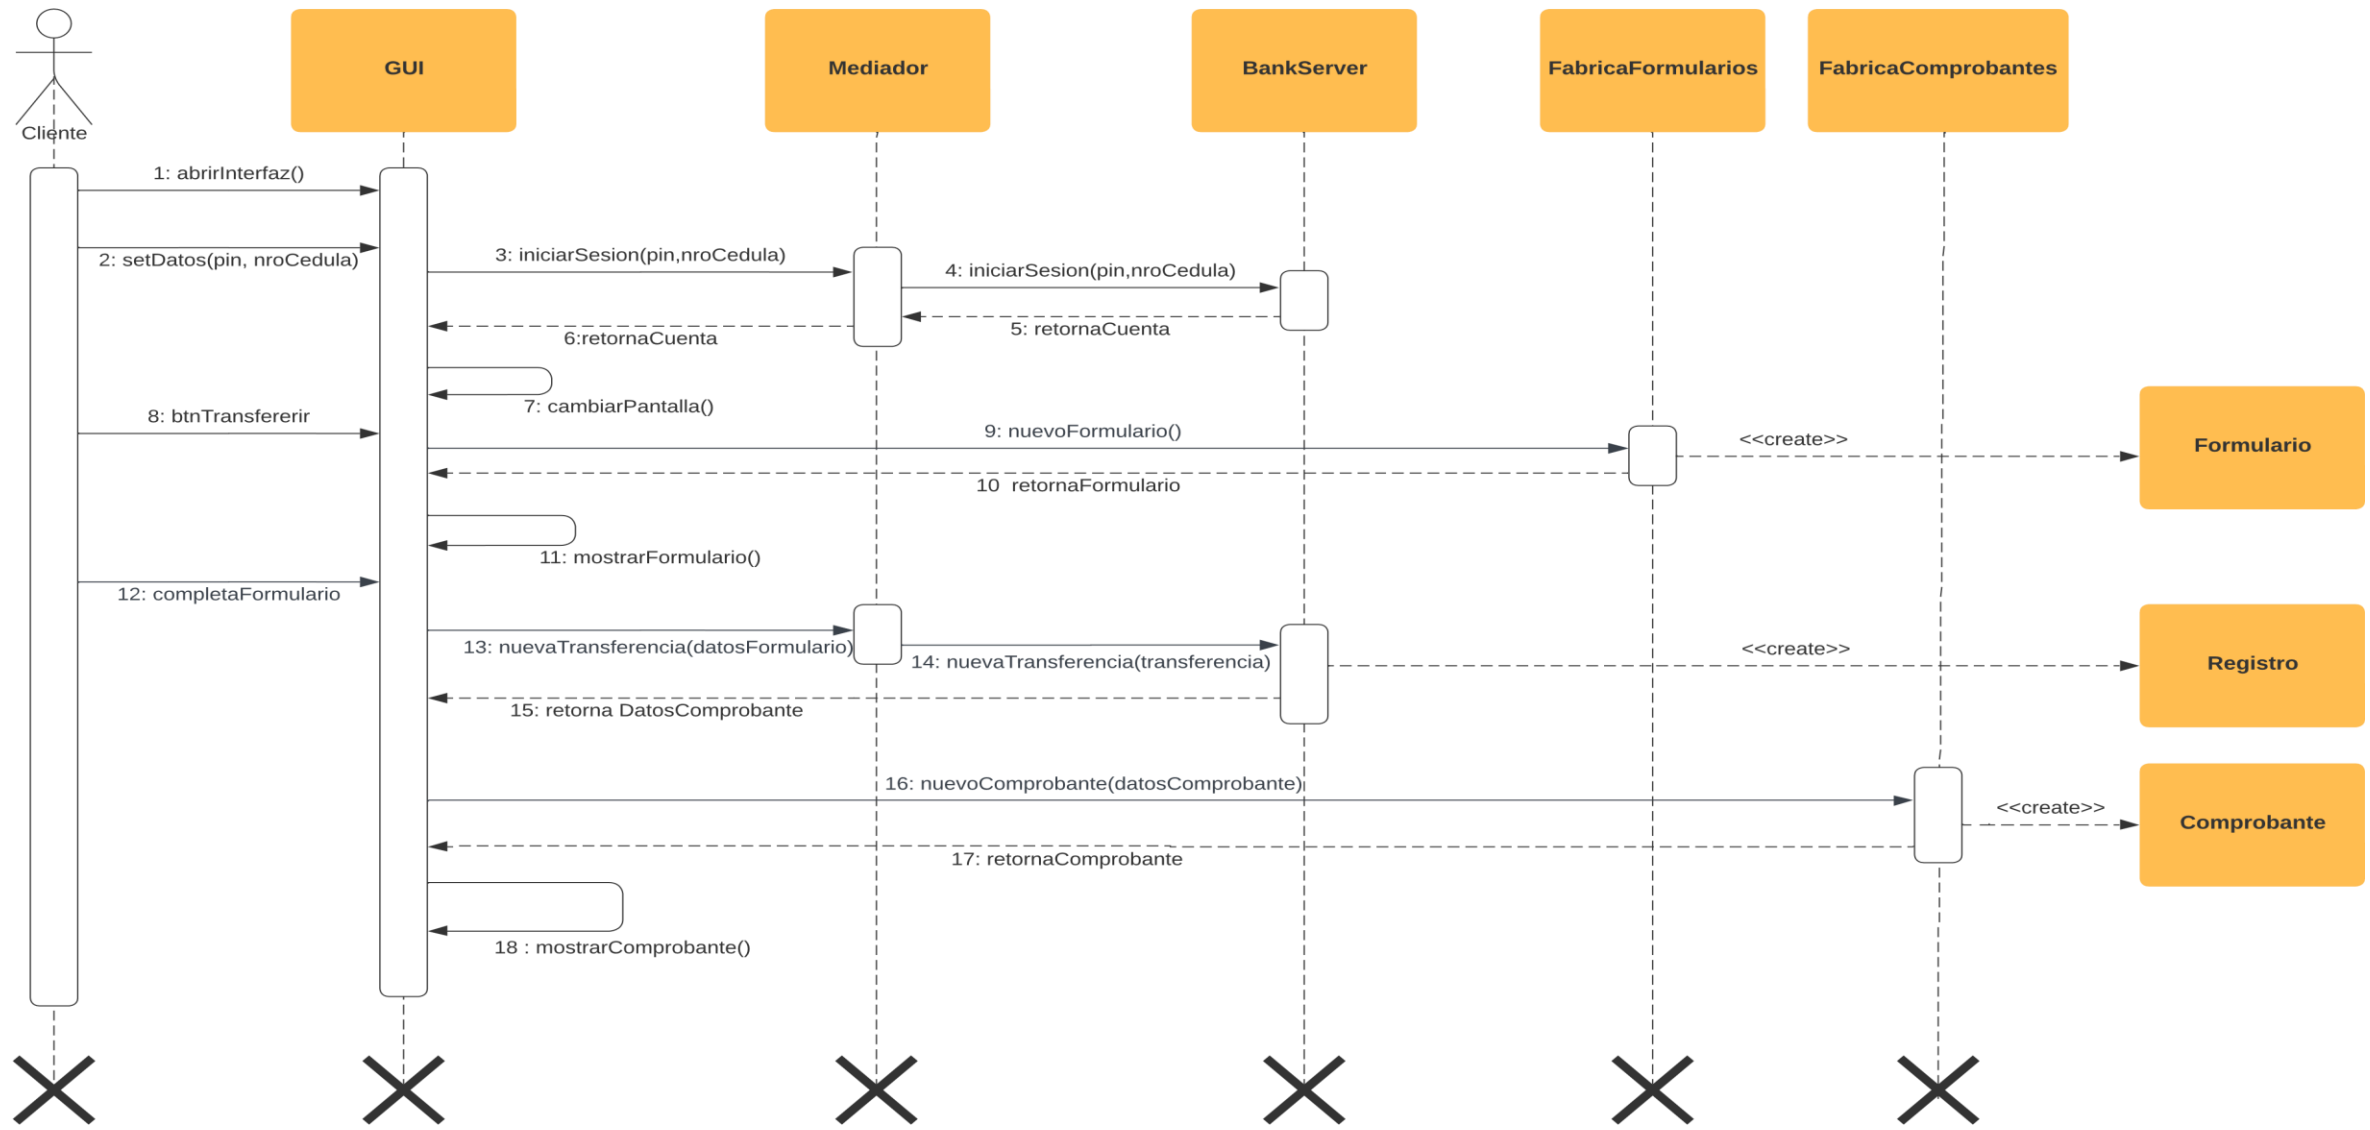 GUI
Mediador
BankServer
FabricaFormularios
FabricaComprobantes
Cliente
1: abrirInterfaz()
2: setDatos(pin, nroCedula)
3: iniciarSesion(pin,nroCedula)
4: iniciarSesion(pin,nroCedula)
5: retornaCuenta
6:retornaCuenta
7: cambiarPantalla()
8: btnTransfererir
9: nuevoFormulario()
<<create>>
Formulario
10  retornaFormulario
11: mostrarFormulario()
12: completaFormulario
13: nuevaTransferencia(datosFormulario)
14: nuevaTransferencia(transferencia)
<<create>>
Registro
15: retorna DatosComprobante
16: nuevoComprobante(datosComprobante)
<<create>>
Comprobante
17: retornaComprobante
18 : mostrarComprobante()